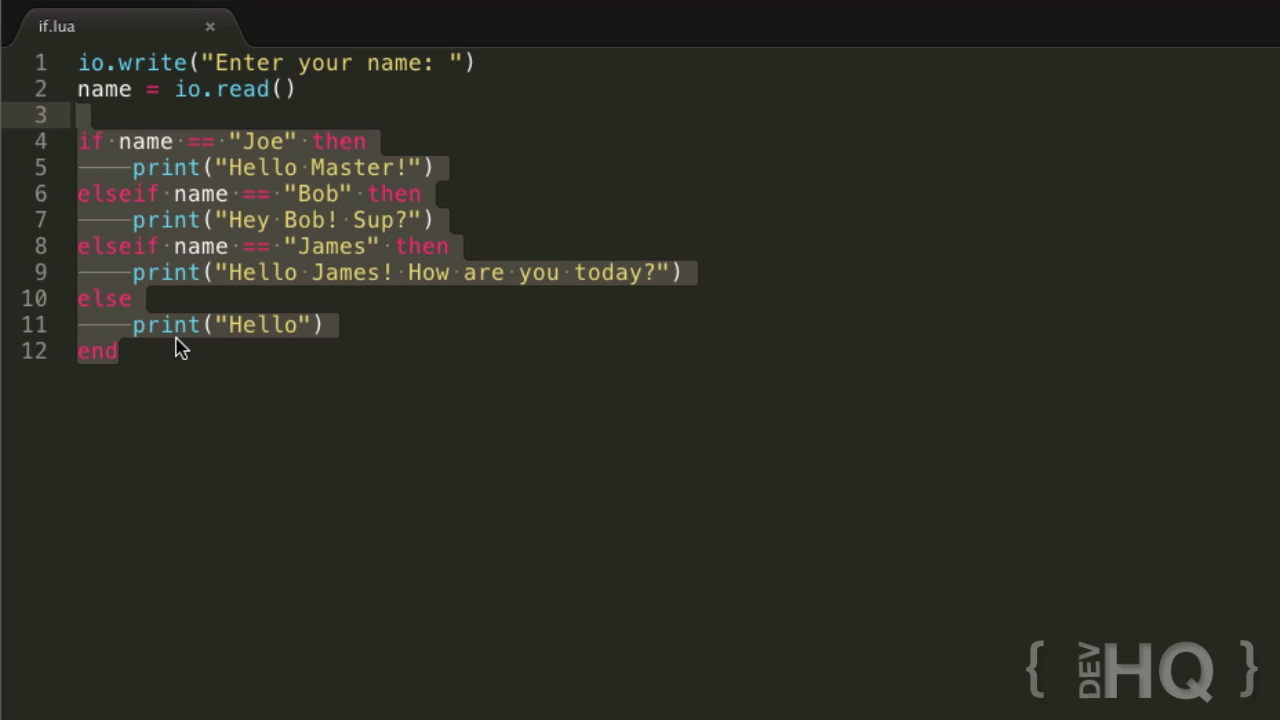 if.lua ×
1 io.write("Enter your name: ")
2 name = io.read()
3
4 if name == "Joe" then
5 print("Hello Master!")
6 elseif name == "Bob" then
7 print("Hey Bob! Sup?")
8 elseif name == "James" then
9 print("Hello James! How are you today?")
10 else
11 print("Hello")
12 end
{ DEV HQ }